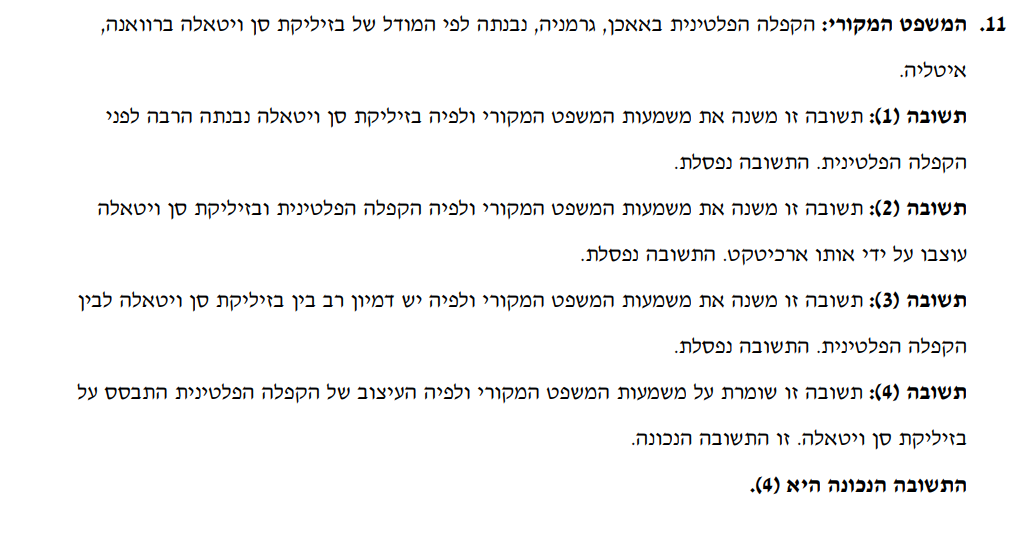 11. המשפט המקורי: הקפלה הפלטינית באאכן, גרמניה, נבנתה לפי המודל של בזיליקת סן ויטאלה ברוואנה,
איטליה.
תשובה (1): תשובה זו משנה את משמעות המשפט המקורי ולפיה בזיליקת סן ויטאלה נבנתה הרבה לפני
הקפלה הפלטינית. התשובה נפסלת.
תשובה (2): תשובה זו משנה את משמעות המשפט המקורי ולפיה הקפלה הפלטינית ובזיליקת סן ויטאלה
עוצבו על ידי אותו ארכיטקט. התשובה נפסלת.
תשובה (3): תשובה זו משנה את משמעות המשפט המקורי ולפיה יש דמיון רב בין בזיליקת סן ויטאלה לבין
הקפלה הפלטינית. התשובה נפסלת.
תשובה (4): תשובה זו שומרת על משמעות המשפט המקורי ולפיה העיצוב של הקפלה הפלטינית התבסס על
בזיליקת סן ויטאלה. זו התשובה הנכונה.
התשובה הנכונה היא (4).